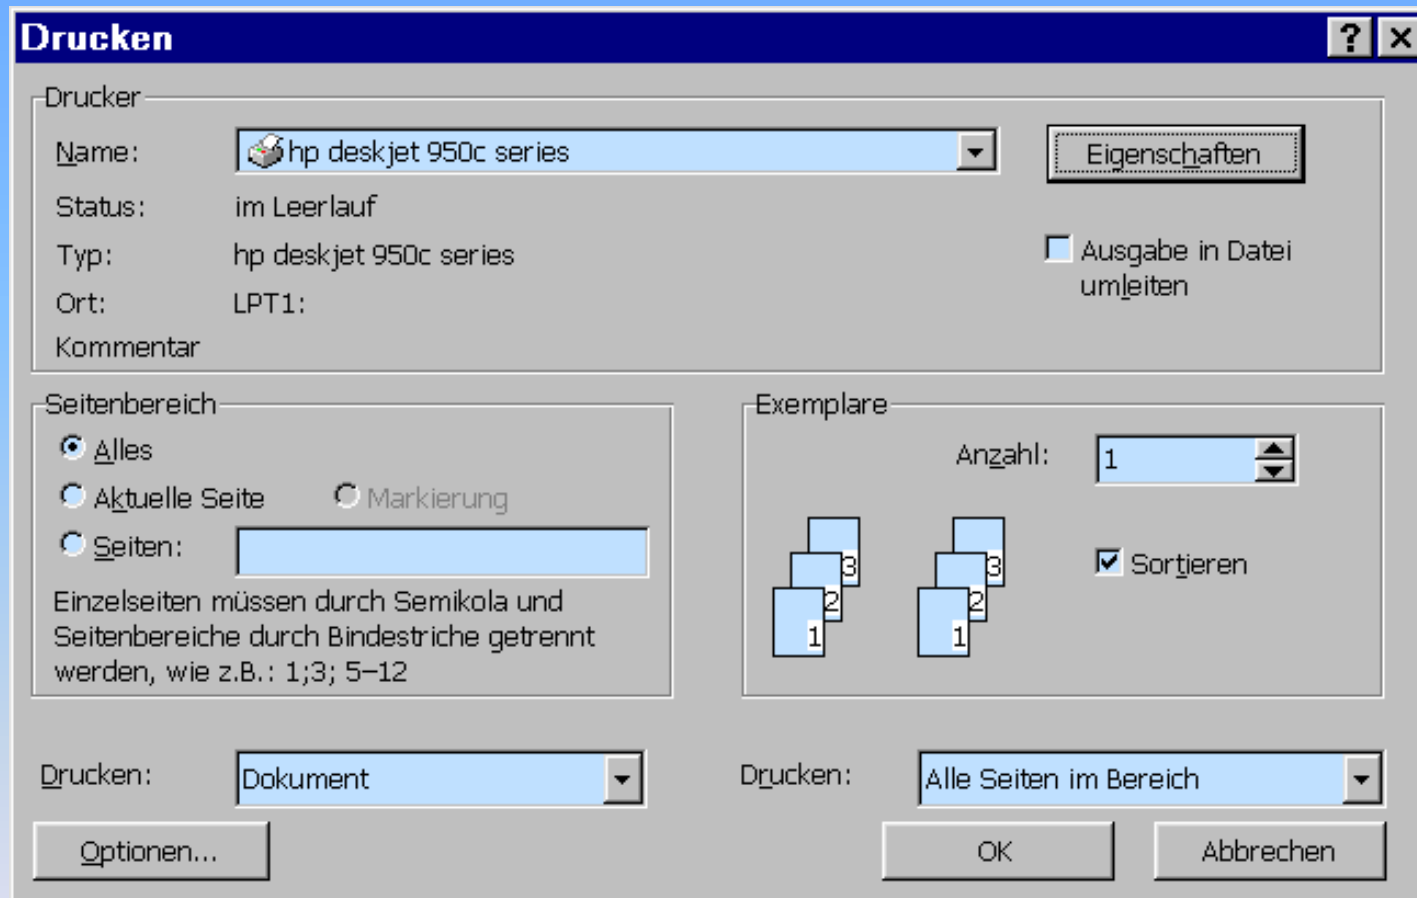 Drucken
Drucker
Name: hp deskjet 950c series
Eigenschaften
Status: im Leerlauf
Typ: hp deskjet 950c series
Ausgabe in Datei
umleiten
Ort: LPT1:
Kommentar
Seitenbereich
Alles
Aktuelle Seite Markierung
Seiten:
Einzelseiten müssen durch Semikola und
Seitenbereiche durch Bindestriche getrennt
werden, wie z.B.: 1;3; 5–12
Exemplare
Anzahl: 1
3 3
2 2
1 1
Sortieren
Drucken: Dokument
Drucken: Alle Seiten im Bereich
Optionen...
OK
Abbrechen